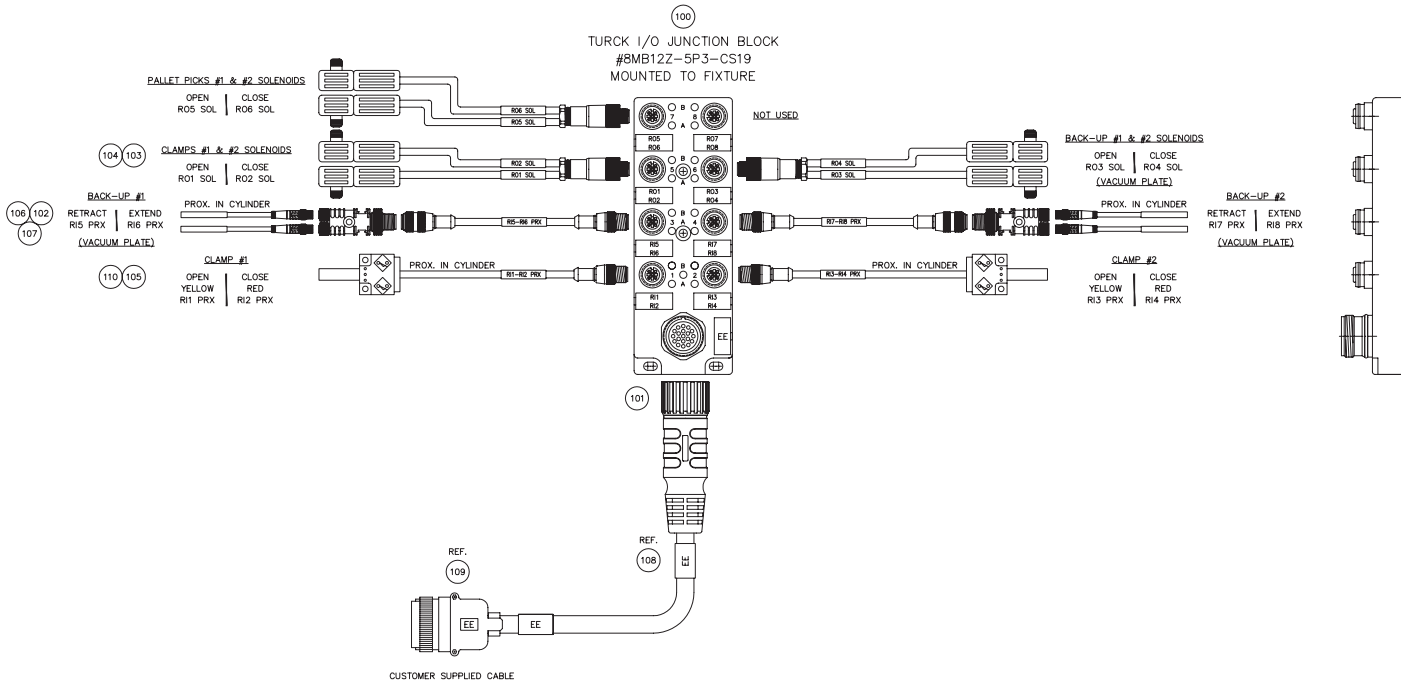 100
TURCK I/O JUNCTION BLOCK
#8MB12Z-5P3-CS19
MOUNTED TO FIXTURE
PALLET PICKS #1 & #2 SOLENOIDS
OPEN | CLOSE
RO5 SOL | RO6 SOL
RO6 SOL
RO5 SOL
104 103
CLAMPS #1 & #2 SOLENOIDS
OPEN | CLOSE
RO1 SOL | RO2 SOL
RO2 SOL
RO1 SOL
BACK-UP #1
PROX. IN CYLINDER
106 102
107
RETRACT | EXTEND
RI5 PRX | RI6 PRX
(VACUUM PLATE)
RI5-RI6 PRX
110 105
CLAMP #1
OPEN | CLOSE
YELLOW | RED
RI1 PRX | RI2 PRX
PROX. IN CYLINDER
RI1-RI2 PRX
B
7 8
A
RO5 RO7
RO6 RO8
B
5 6
A
RO1 RO3
RO2 RO4
B
3 A 4
RI5 RI7
RI6 RI8
B B
1 2
A
RI1 RI3
RI2 RI4
EE
NOT USED
BACK-UP #1 & #2 SOLENOIDS
OPEN | CLOSE
RO3 SOL | RO4 SOL
(VACUUM PLATE)
RO4 SOL
RO3 SOL
BACK-UP #2
PROX. IN CYLINDER
RETRACT | EXTEND
RI7 PRX | RI8 PRX
(VACUUM PLATE)
RI7-RI8 PRX
CLAMP #2
PROX. IN CYLINDER
OPEN | CLOSE
YELLOW | RED
RI3 PRX | RI4 PRX
RI3-RI4 PRX
101
REF.
108
EE
REF.
109
EE
EE
CUSTOMER SUPPLIED CABLE